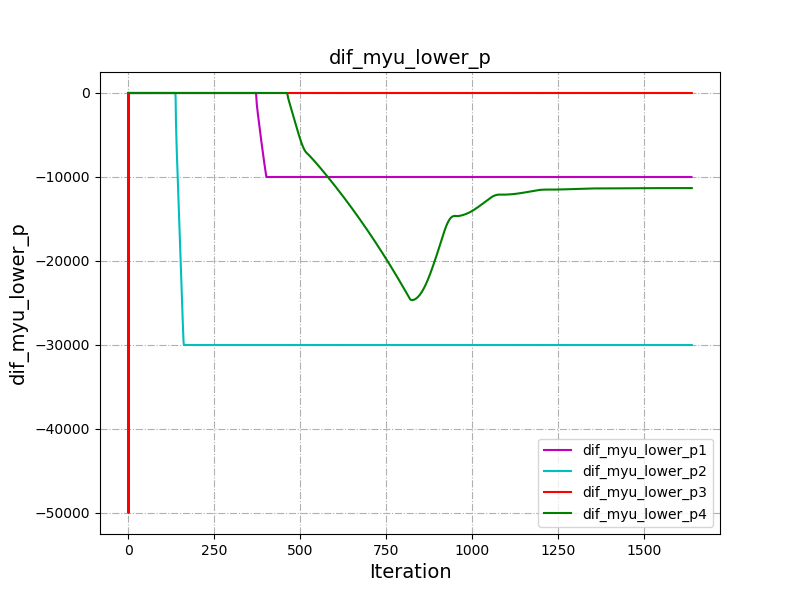 dif_myu_lower_p
dif_myu_lower_p
0
−10000
−20000
−30000
−40000
−50000
0
250
500
750
1000
1250
1500
Iteration
dif_myu_lower_p1
dif_myu_lower_p2
dif_myu_lower_p3
dif_myu_lower_p4